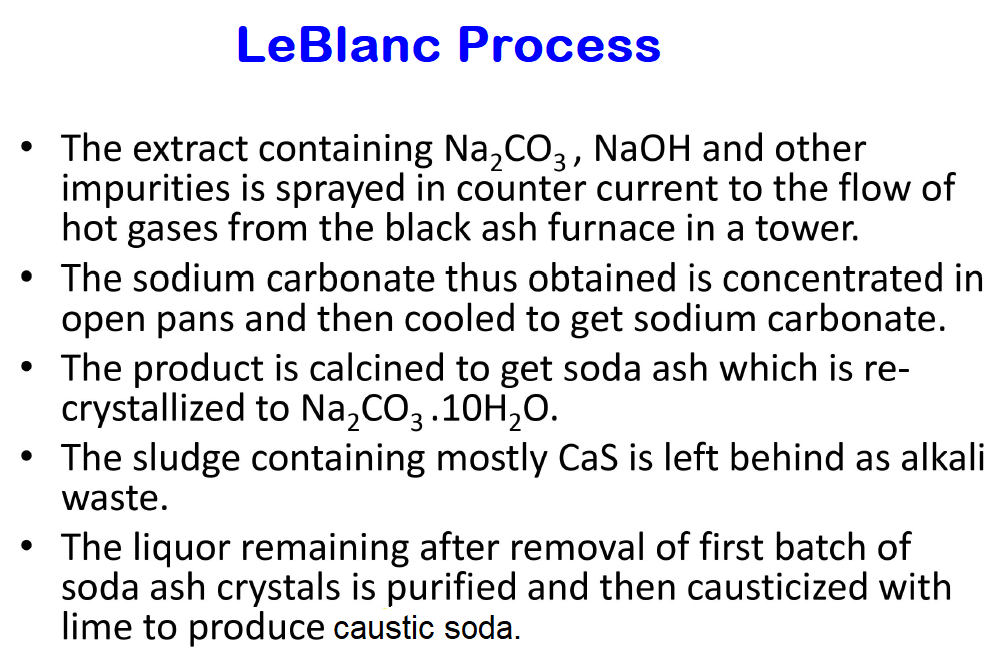 LeBlanc Process
• The extract containing Na₂CO₃ , NaOH and other
impurities is sprayed in counter current to the flow of
hot gases from the black ash furnace in a tower.
• The sodium carbonate thus obtained is concentrated in
open pans and then cooled to get sodium carbonate.
• The product is calcined to get soda ash which is re-
crystallized to Na₂CO₃ .10H₂O.
• The sludge containing mostly CaS is left behind as alkali
waste.
• The liquor remaining after removal of first batch of
soda ash crystals is purified and then causticized with
lime to produce caustic soda.